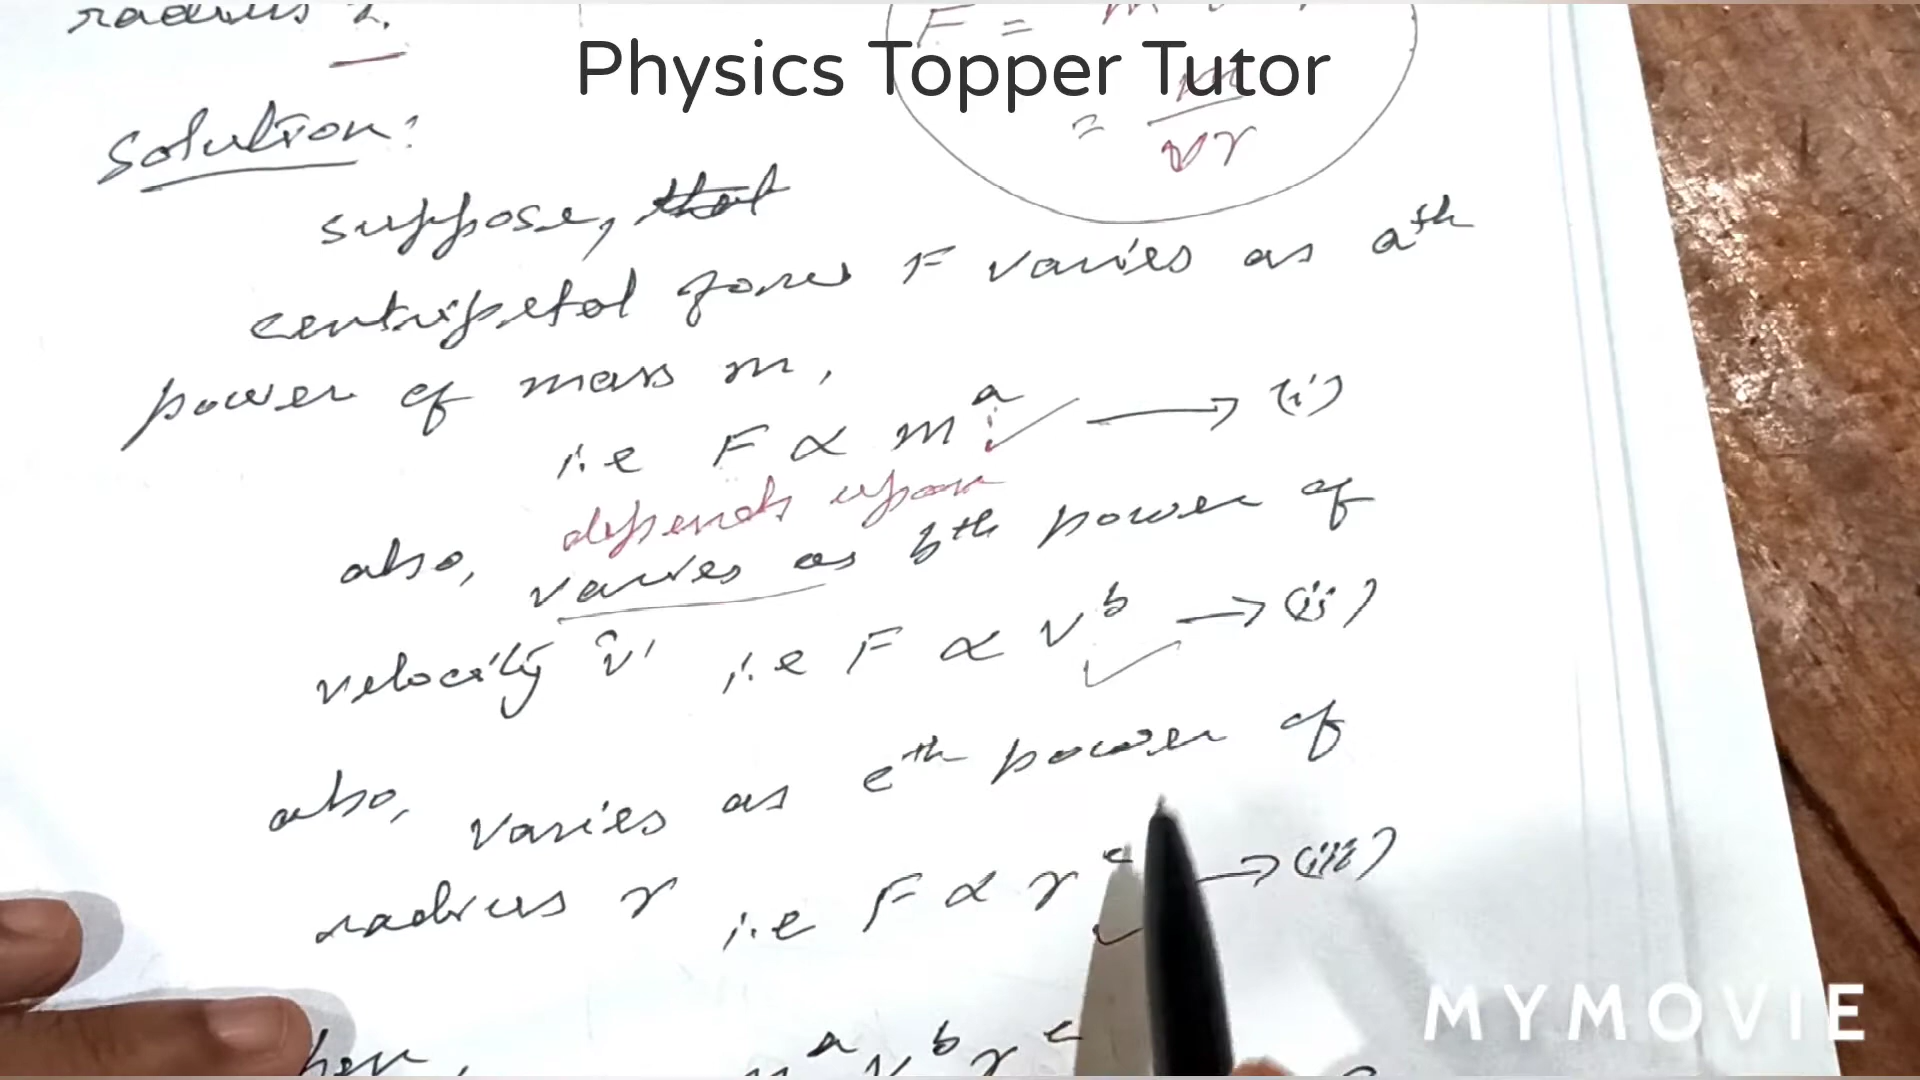 radius r.
F = m v r
Physics Topper Tutor
= m
vr
Solution:
suppose, that
centripetal force F varies as a^th
power of mass m,
i.e F ∝ m^a → (i)
depends upon
also, varies as b^th power of
velocity 'v' i.e F ∝ v^b → (ii)
also, varies as c^th power of
radius r i.e F ∝ r^c → (iii)
a v^b r^c
MYMOVIE